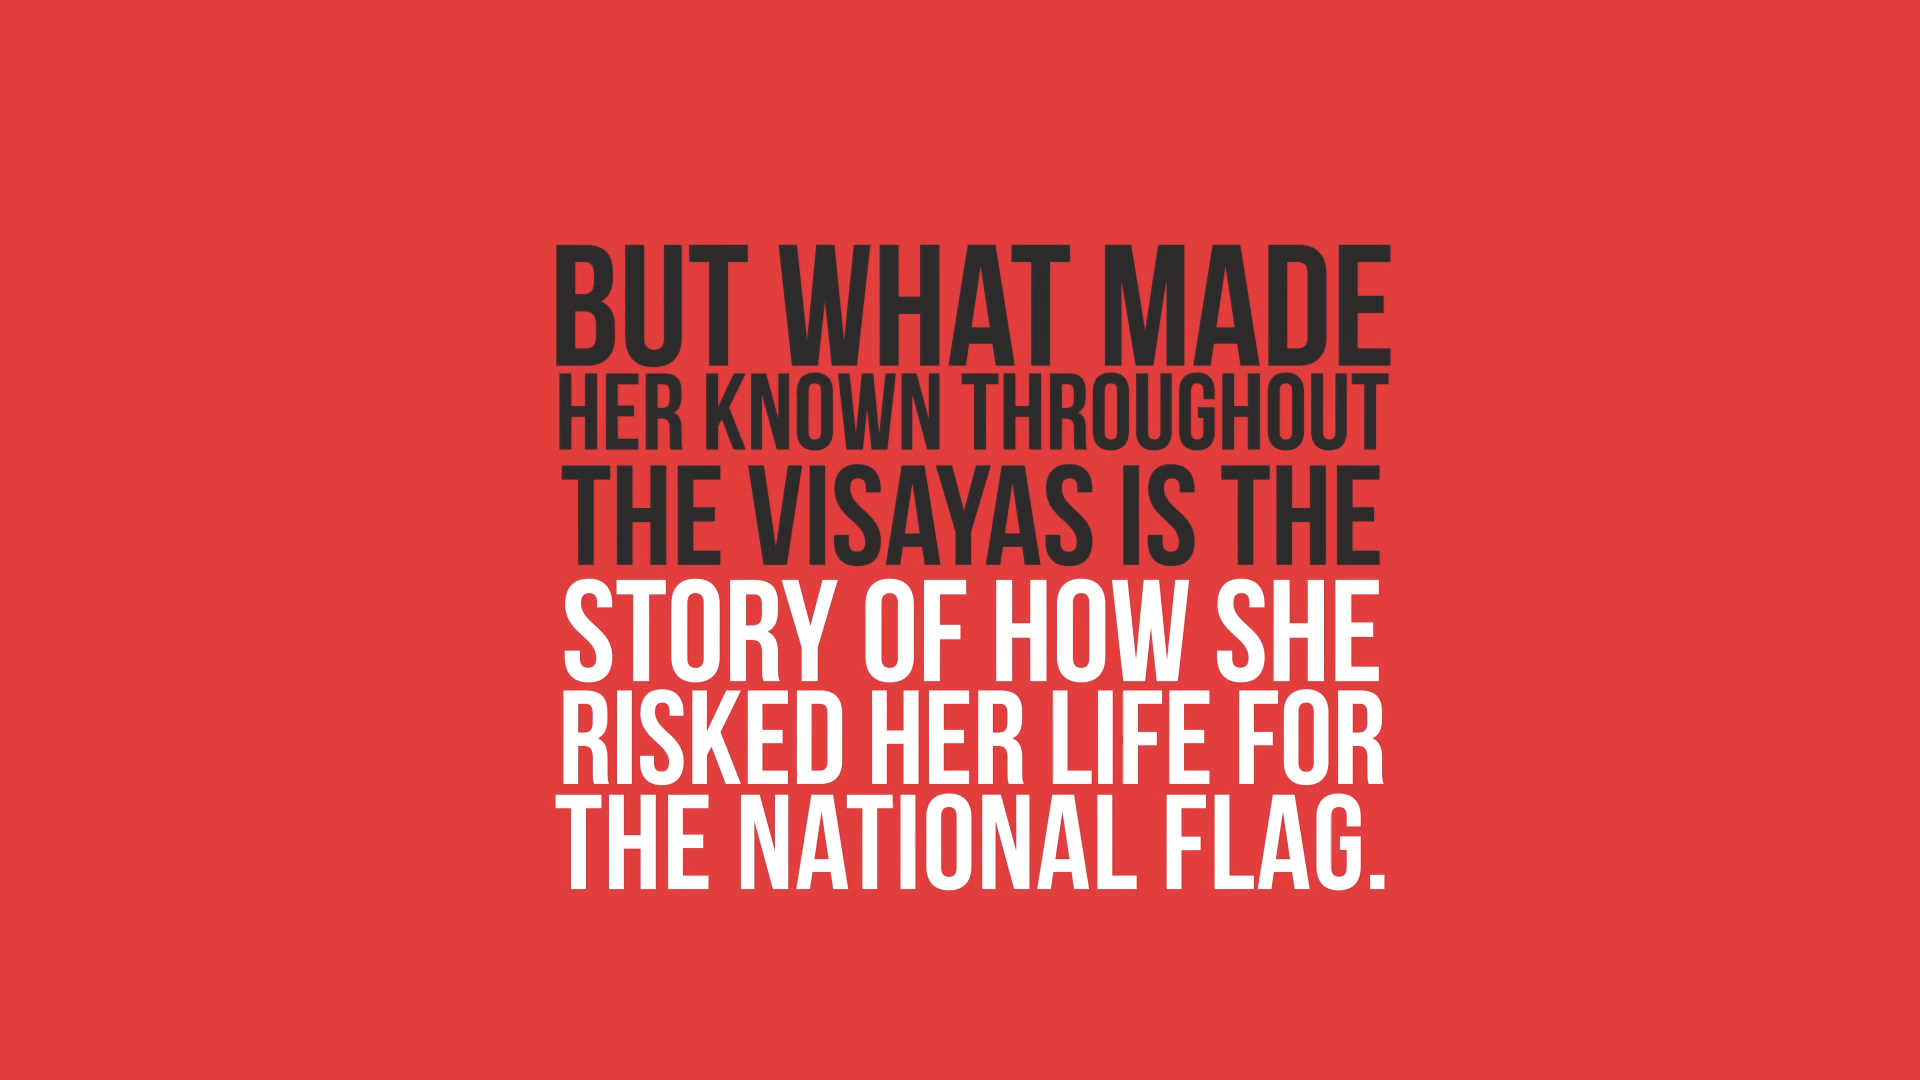 BUT WHAT MADE
HER KNOWN THROUGHOUT
THE VISAYAS IS THE
STORY OF HOW SHE
RISKED HER LIFE FOR
THE NATIONAL FLAG.